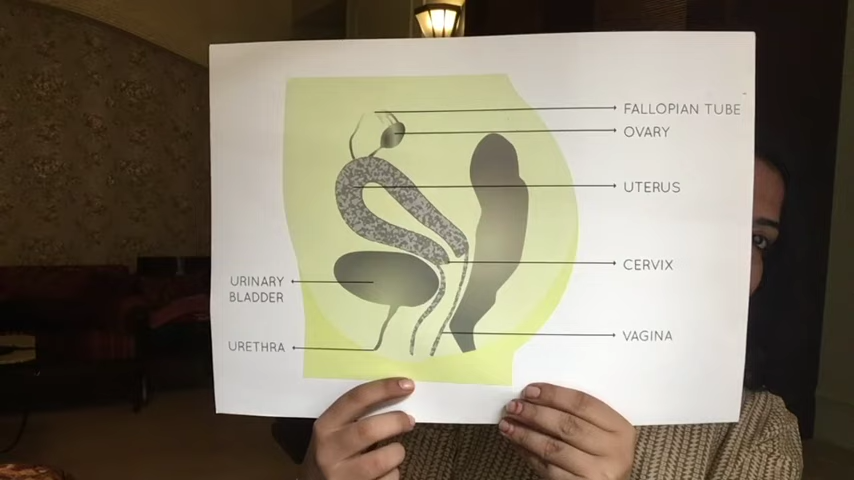 FALLOPIAN TUBE
OVARY
UTERUS
CERVIX
URINARY
BLADDER
VAGINA
URETHRA